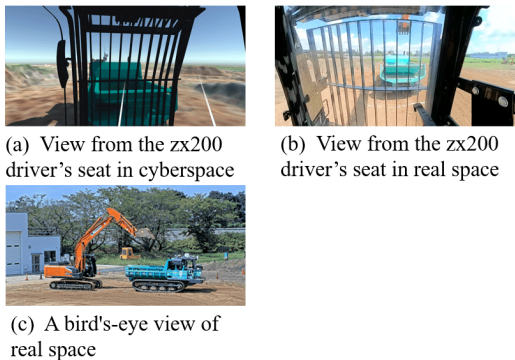 (a) View from the zx200
driver’s seat in cyberspace
(b) View from the zx200
driver’s seat in real space
(c) A bird's-eye view of
real space